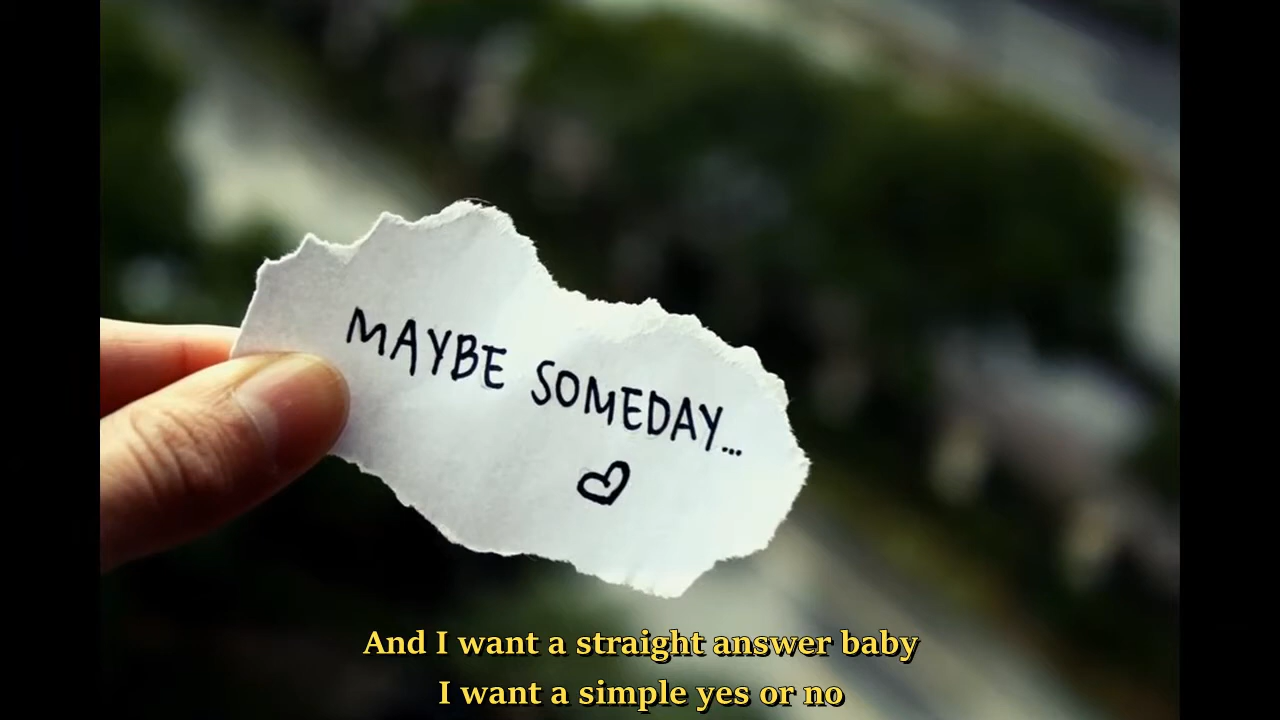 MAYBE SOMEDAY...
And I want a straight answer baby
I want a simple yes or no